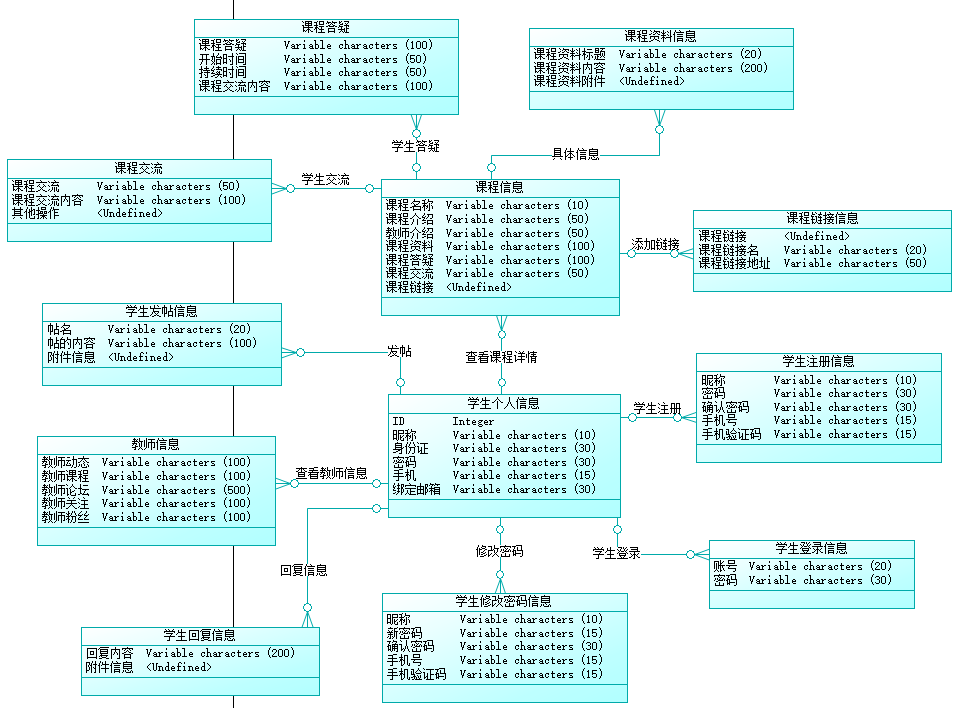 课程答疑
课程答疑 Variable characters (100)
开始时间 Variable characters (50)
持续时间 Variable characters (50)
课程交流内容 Variable characters (100)
课程资料信息
课程资料标题 Variable characters (20)
课程资料内容 Variable characters (200)
课程资料附件 <Undefined>
学生答疑
具体信息
课程交流
课程交流 Variable characters (50)
课程交流内容 Variable characters (100)
其他操作 <Undefined>
学生交流
课程信息
课程名称 Variable characters (10)
课程介绍 Variable characters (50)
教师介绍 Variable characters (50)
课程资料 Variable characters (100)
课程答疑 Variable characters (100)
课程交流 Variable characters (50)
课程链接 <Undefined>
添加链接
课程链接信息
课程链接 <Undefined>
课程链接名 Variable characters (20)
课程链接地址 Variable characters (50)
学生发帖信息
帖名 Variable characters (20)
帖的内容 Variable characters (100)
附件信息 <Undefined>
发帖
查看课程详情
学生注册信息
昵称 Variable characters (10)
密码 Variable characters (30)
确认密码 Variable characters (30)
手机号 Variable characters (15)
手机验证码 Variable characters (15)
学生注册
学生个人信息
ID Integer
昵称 Variable characters (10)
身份证 Variable characters (30)
密码 Variable characters (30)
手机 Variable characters (15)
绑定邮箱 Variable characters (30)
教师信息
教师动态 Variable characters (100)
教师课程 Variable characters (100)
教师论坛 Variable characters (500)
教师关注 Variable characters (100)
教师粉丝 Variable characters (100)
查看教师信息
修改密码
学生登录
学生登录信息
账号 Variable characters (20)
密码 Variable characters (30)
回复信息
学生修改密码信息
昵称 Variable characters (10)
新密码 Variable characters (15)
确认密码 Variable characters (30)
手机号 Variable characters (15)
手机验证码 Variable characters (15)
学生回复信息
回复内容 Variable characters (200)
附件信息 <Undefined>